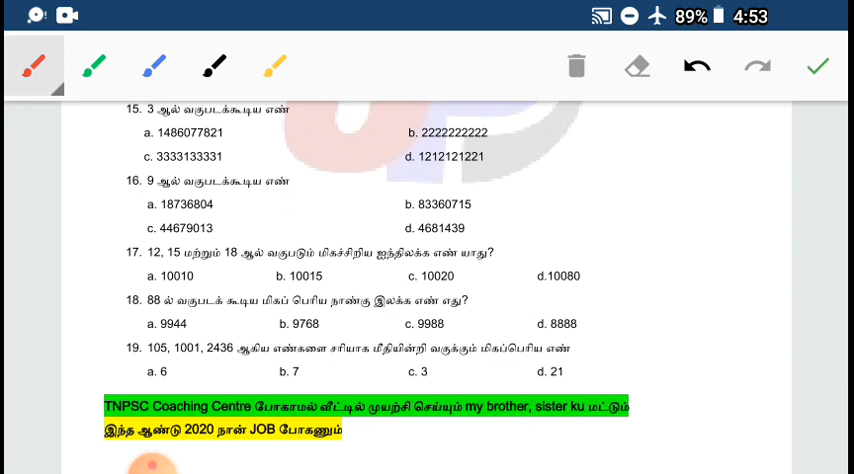 89% 4:53
15. 3 ஆல் வகுபடக்கூடிய எண்
a. 1486077821 b. 2222222222
c. 3333133331 d. 1212121221
16. 9 ஆல் வகுபடக்கூடிய எண்
a. 18736804 b. 83360715
c. 44679013 d. 4681439
17. 12, 15 மற்றும் 18 ஆல் வகுபடும் மிகச்சிறிய ஐந்திலக்க எண் யாது?
a. 10010 b. 10015 c. 10020 d.10080
18. 88 ல் வகுபடக் கூடிய மிகப் பெரிய நாண்கு இலக்க எண் எது?
a. 9944 b. 9768 c. 9988 d. 8888
19. 105, 1001, 2436 ஆகிய எண்களை சரியாக மீதியின்றி வகுக்கும் மிகப்பெரிய எண்
a. 6 b. 7 c. 3 d. 21
TNPSC Coaching Centre போகாமல் வீட்டில் முயற்சி செய்யும் my brother, sister ku மட்டும்
இந்த ஆண்டு 2020 நான் JOB போகணும்